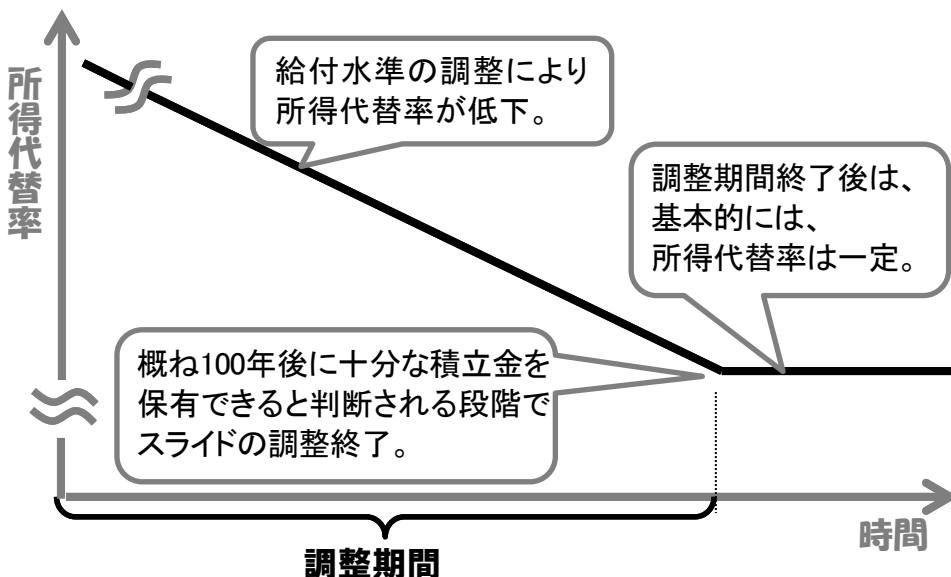 所得代替率
給付水準の調整により
所得代替率が低下。
調整期間終了後は、
基本的には、
所得代替率は一定。
概ね100年後に十分な積立金を
保有できると判断される段階で
スライドの調整終了。
時間
調整期間